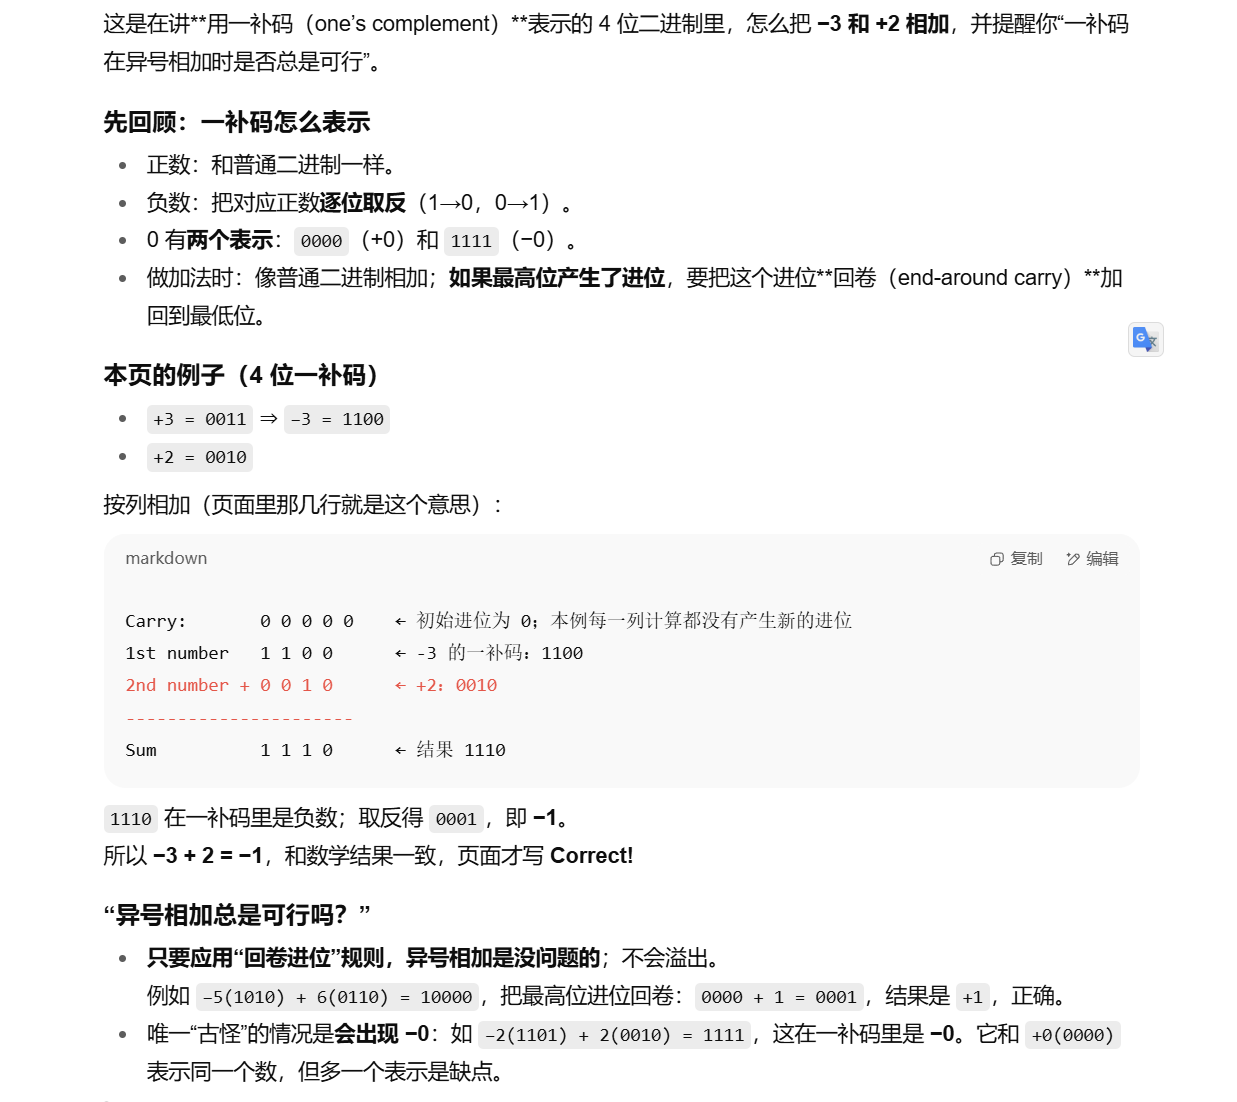 这是在讲**用一补码（one's complement）**表示的 4 位二进制里，怎么把 −3 和 +2 相加，并提醒你“一补码
在异号相加时是否总是可行”。
先回顾：一补码怎么表示
• 正数：和普通二进制一样。
• 负数：把对应正数逐位取反（1→0，0→1）。
• 0 有两个表示：0000（+0）和 1111（−0）。
• 做加法时：像普通二进制相加；如果最高位产生了进位，要把这个进位**回卷（end-around carry）**加
回到最低位。
本页的例子（4 位一补码）
• +3 = 0011 ⇒ −3 = 1100
• +2 = 0010
按列相加（页面里那几行就是这个意思）：
markdown 复制 编辑
Carry: 0 0 0 0 0 ← 初始进位为 0；本例每一列计算都没有产生新的进位
1st number 1 1 0 0 ← -3 的一补码：1100
2nd number + 0 0 1 0 ← +2：0010
----------------------
Sum 1 1 1 0 ← 结果 1110
1110 在一补码里是负数；取反得 0001，即 −1。
所以 −3 + 2 = −1，和数学结果一致，页面才写 Correct!
“异号相加总是可行吗？”
• 只要应用“回卷进位”规则，异号相加是没问题的；不会溢出。
例如 −5(1010) + 6(0110) = 10000，把最高位进位回卷：0000 + 1 = 0001，结果是 +1，正确。
• 唯一“古怪”的情况是会出现 −0：如 −2(1101) + 2(0010) = 1111，这在一补码里是 −0。它和 +0(0000)
表示同一个数，但多一个表示是缺点。